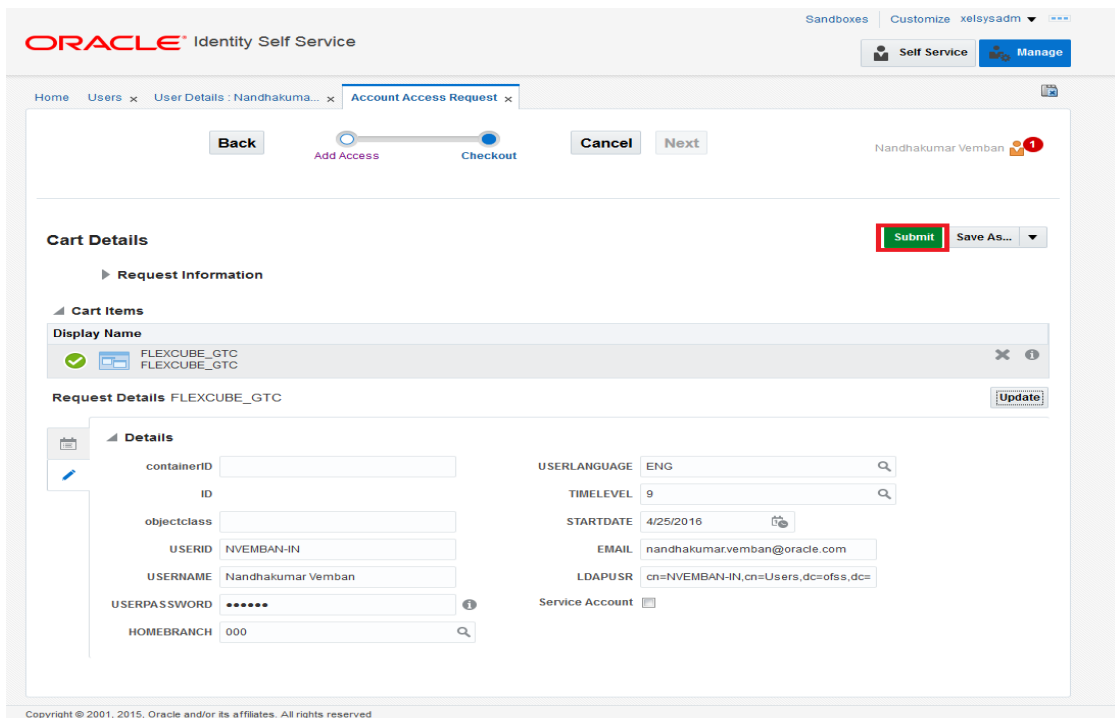 Sandboxes Customize xelsysadm
ORACLE Identity Self Service
Self Service Manage
Home Users x User Details : Nandhakuma... x Account Access Request x
Back Add Access Checkout Cancel Next Nandhakumar Vemban 1
Cart Details Submit Save As...
Request Information
Cart Items
Display Name
FLEXCUBE_GTC
FLEXCUBE_GTC
Request Details FLEXCUBE_GTC Update
Details
containerID USERLANGUAGE ENG
ID TIMELEVEL 9
objectclass STARTDATE 4/25/2016
USERID NVEMBAN-IN EMAIL nandhakumar.vemban@oracle.com
USERNAME Nandhakumar Vemban LDAPUSR cn=NVEMBAN-IN,cn=Users,dc=ofss,dc=
USERPASSWORD •••••• Service Account
HOMEBRANCH 000
Copyright © 2001, 2015, Oracle and/or its affiliates. All rights reserved